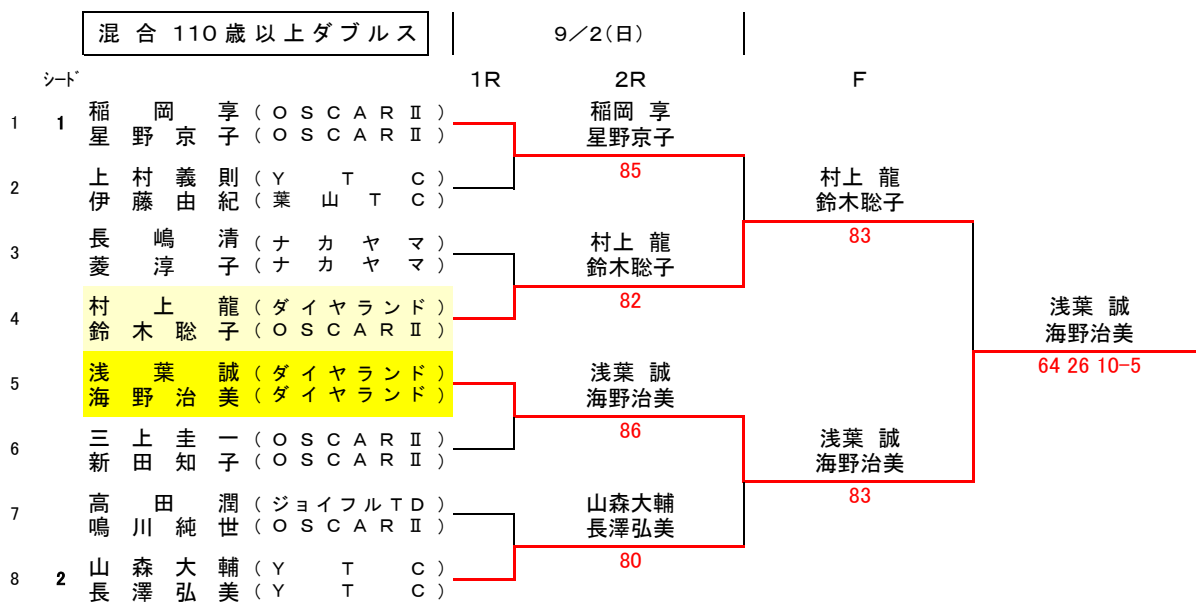 混合110歳以上ダブルス 9／2（日）
シード 1R 2R F
1 1 稲岡享（OSCARⅡ）
星野京子（OSCARⅡ）
稲岡 享
星野京子
85
2 上村義則（YTC）
伊藤由紀（葉山TC）
村上 龍
鈴木聡子
83
3 長嶋清（ナカヤマ）
菱淳子（ナカヤマ）
村上 龍
鈴木聡子
82
4 村上龍（ダイヤランド）
鈴木聡子（OSCARⅡ）
浅葉 誠
海野治美
64 26 10-5
5 浅葉誠（ダイヤランド）
海野治美（ダイヤランド）
浅葉 誠
海野治美
86
6 三上圭一（OSCARⅡ）
新田知子（OSCARⅡ）
浅葉 誠
海野治美
83
7 高田潤（ジョイフルTD）
鳴川純世（OSCARⅡ）
山森大輔
長澤弘美
80
8 2 山森大輔（YTC）
長澤弘美（YTC）